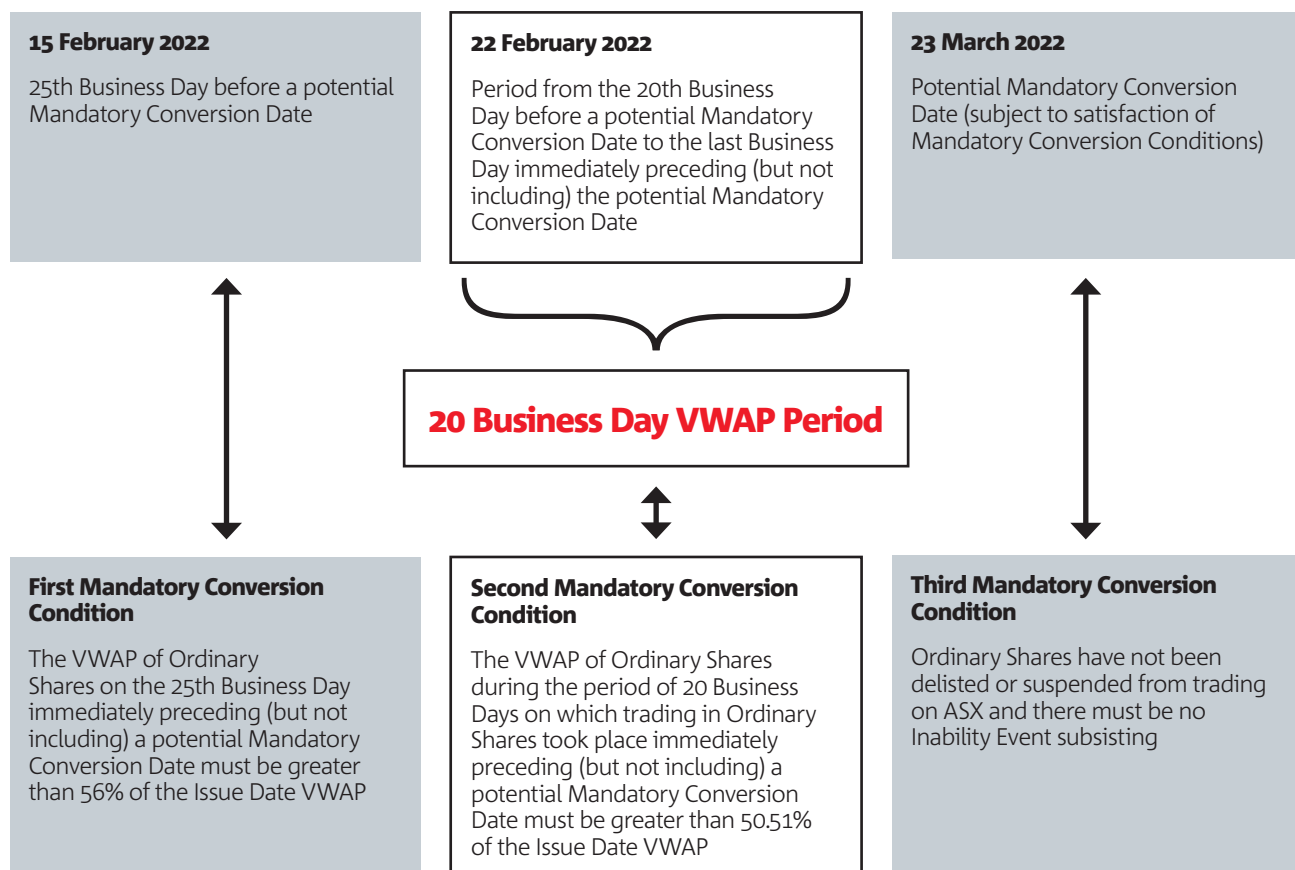 15 February 2022
25th Business Day before a potential
Mandatory Conversion Date
22 February 2022
Period from the 20th Business
Day before a potential Mandatory
Conversion Date to the last Business
Day immediately preceding (but not
including) the potential Mandatory
Conversion Date
23 March 2022
Potential Mandatory Conversion
Date (subject to satisfaction of
Mandatory Conversion Conditions)
20 Business Day VWAP Period
First Mandatory Conversion
Condition
The VWAP of Ordinary
Shares on the 25th Business Day
immediately preceding (but not
including) a potential Mandatory
Conversion Date must be greater
than 56% of the Issue Date VWAP
Second Mandatory Conversion
Condition
The VWAP of Ordinary Shares
during the period of 20 Business
Days on which trading in Ordinary
Shares took place immediately
preceding (but not including) a
potential Mandatory Conversion
Date must be greater than 50.51%
of the Issue Date VWAP
Third Mandatory Conversion
Condition
Ordinary Shares have not been
delisted or suspended from trading
on ASX and there must be no
Inability Event subsisting